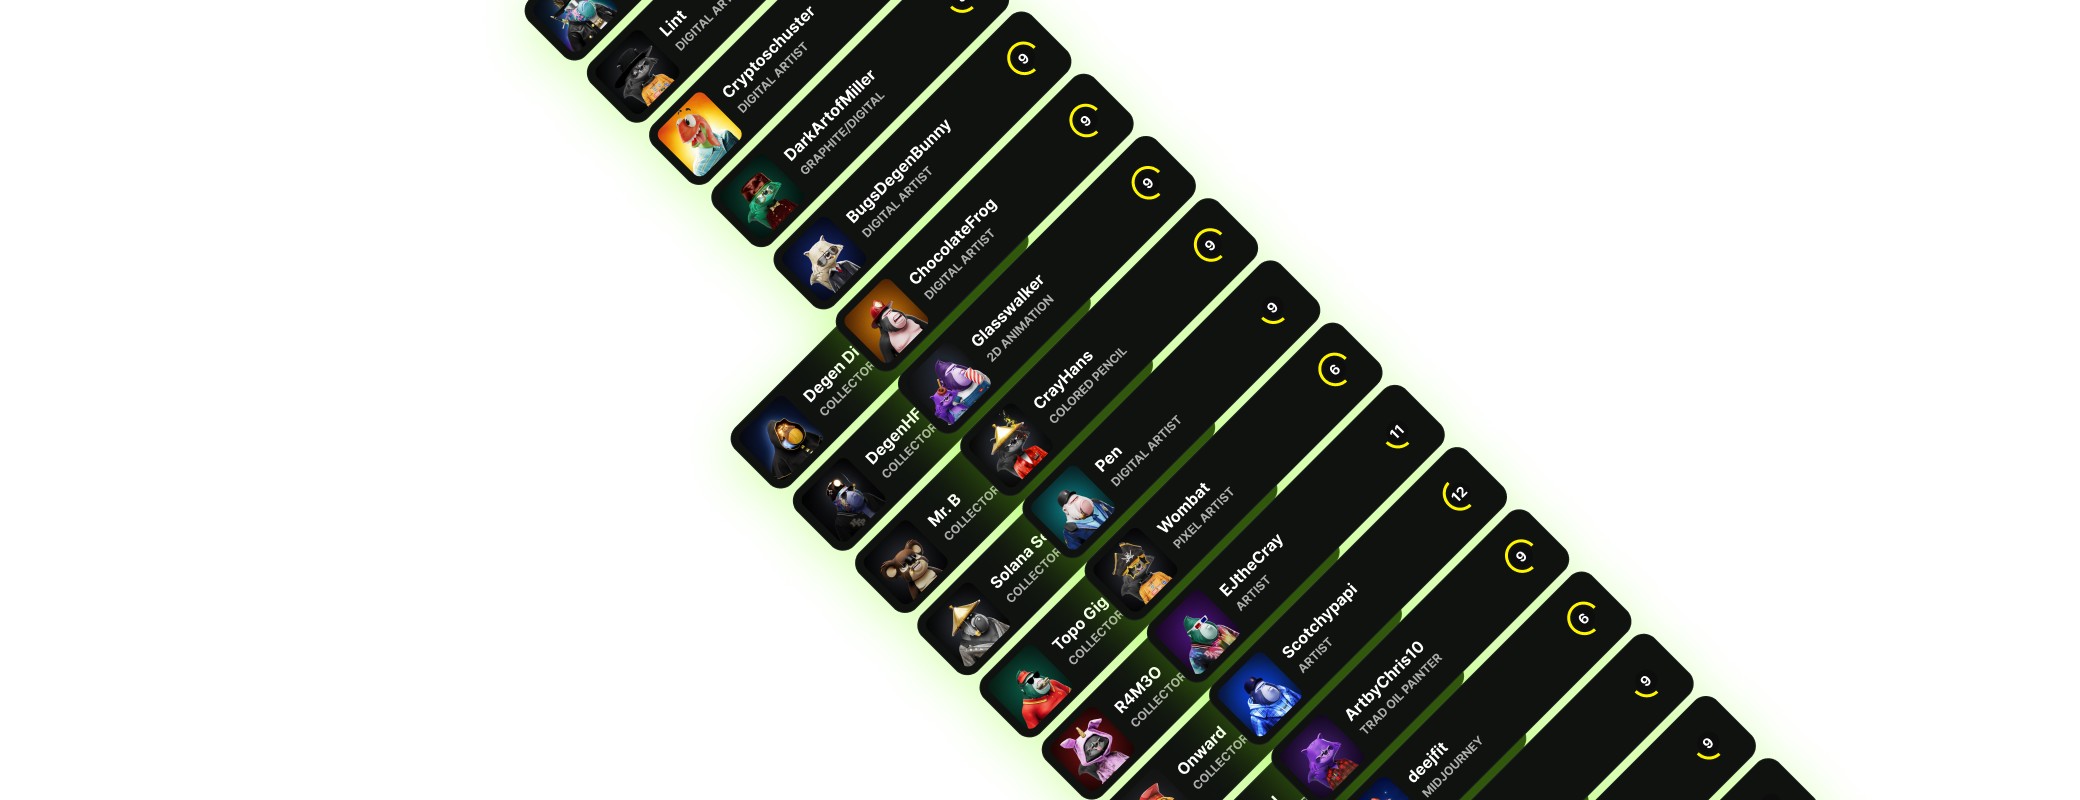 Lint
DIGITAL AR
Cryptoschuster
DIGITAL ARTIST
DarkArtofMiller
GRAPHITE/DIGITAL
BugsDegenBunny
DIGITAL ARTIST
9
ChocolateFrog
DIGITAL ARTIST
9
Glasswalker
2D ANIMATION
9
CrayHans
COLORED PENCIL
9
Pen
DIGITAL ARTIST
9
Wombat
PIXEL ARTIST
6
EJtheCray
ARTIST
11
Scotchypapi
ARTIST
12
ArtbyChris10
TRAD OIL PAINTER
9
deejfit
MIDJOURNEY
6
9
9
Degen Di
COLLECTOR
DegenHF
COLLECTOR
Mr. B
COLLECTOR
Solana Se
COLLECTOR
Topo Gig
COLLECTOR
R4M3O
COLLECTOR
Onward
COLLECTOR